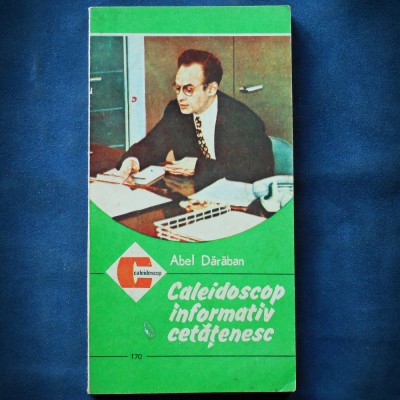 Abel Dărăban
caleidoscop
Caleidoscop
informativ
cetățenesc
170